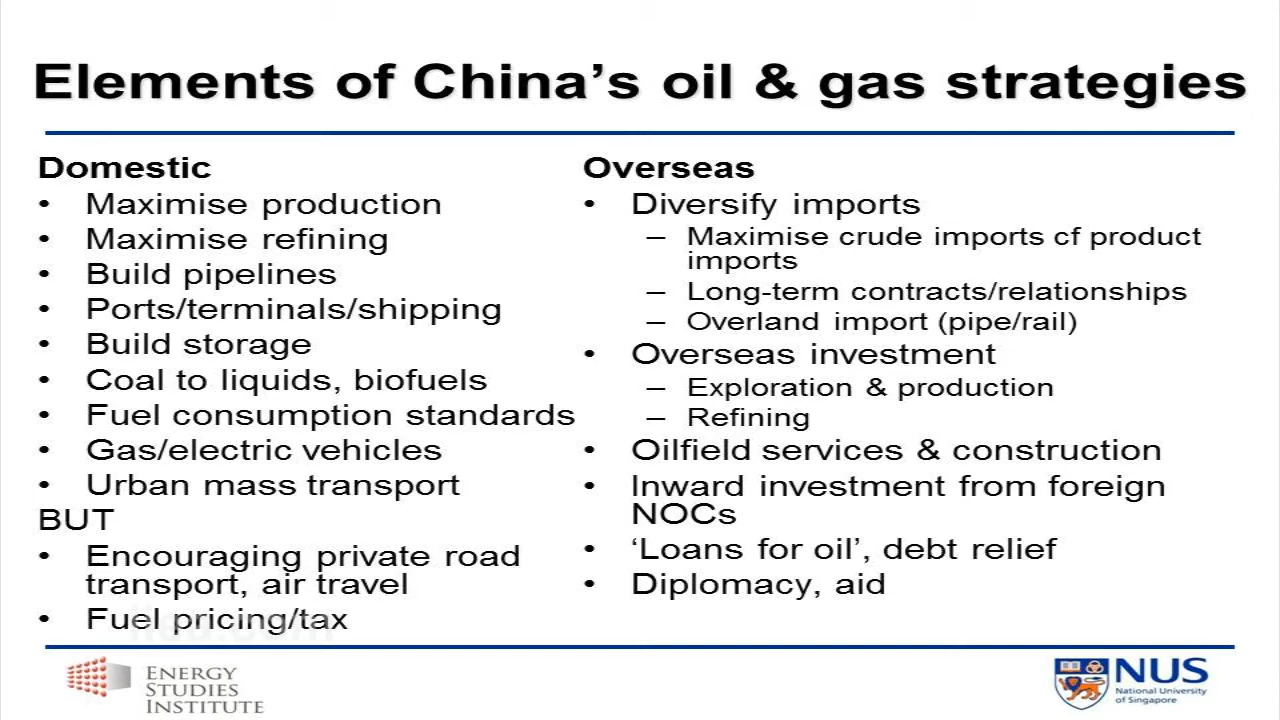 Elements of China's oil & gas strategies
Domestic
• Maximise production
• Maximise refining
• Build pipelines
• Ports/terminals/shipping
• Build storage
• Coal to liquids, biofuels
• Fuel consumption standards
• Gas/electric vehicles
• Urban mass transport
BUT
• Encouraging private road
transport, air travel
• Fuel pricing/tax
Overseas
• Diversify imports
– Maximise crude imports cf product
imports
– Long-term contracts/relationships
– Overland import (pipe/rail)
• Overseas investment
– Exploration & production
– Refining
• Oilfield services & construction
• Inward investment from foreign
NOCs
• ‘Loans for oil’, debt relief
• Diplomacy, aid
ENERGY
STUDIES
INSTITUTE
NUS
National University
of Singapore